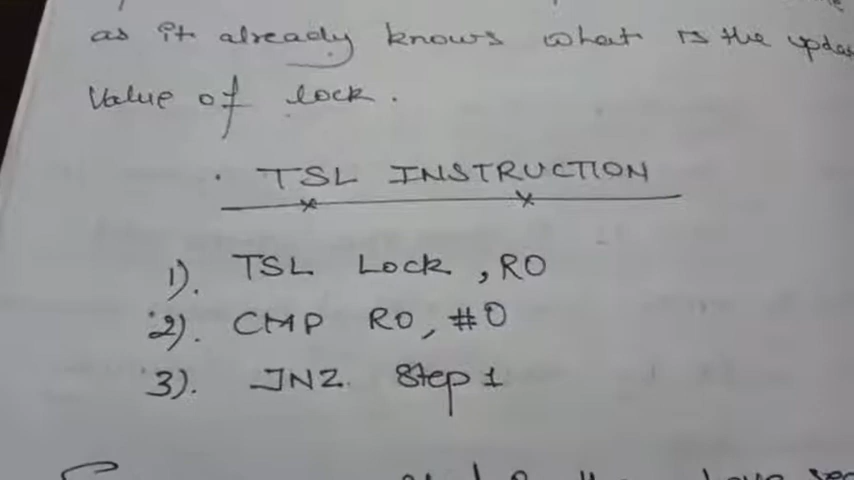 as it already knows what is the
value of lock.
. TSL INSTRUCTION
1). TSL Lock, R0
2). CMP R0, #0
3). JNZ Step 1